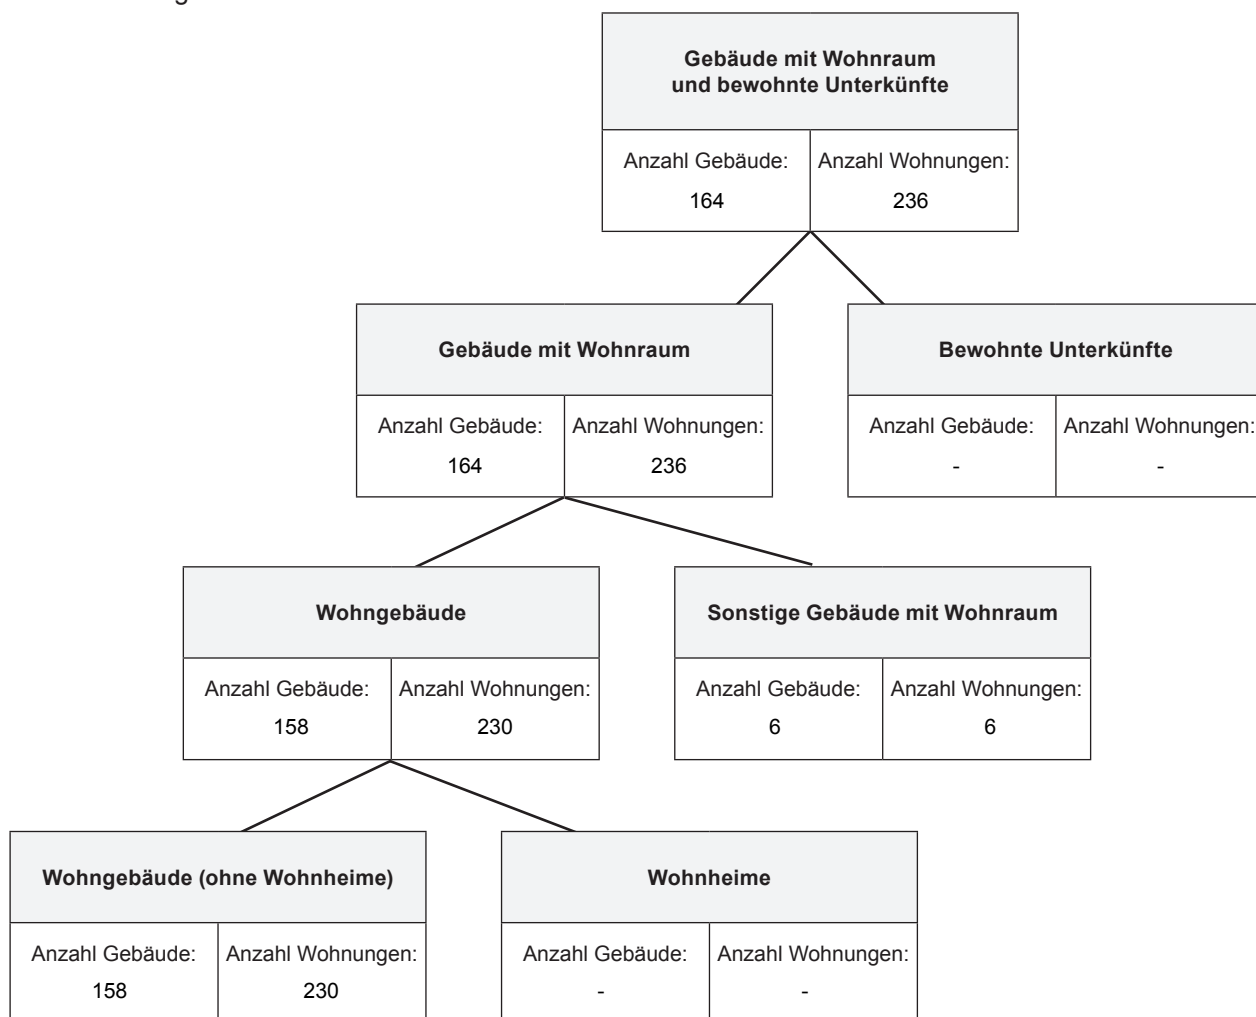 Gebäude mit Wohnraum
und bewohnte Unterkünfte
Anzahl Gebäude: Anzahl Wohnungen:
164 236
Gebäude mit Wohnraum
Anzahl Gebäude: Anzahl Wohnungen:
164 236
Bewohnte Unterkünfte
Anzahl Gebäude: Anzahl Wohnungen:
- -
Wohngebäude
Anzahl Gebäude: Anzahl Wohnungen:
158 230
Sonstige Gebäude mit Wohnraum
Anzahl Gebäude: Anzahl Wohnungen:
6 6
Wohngebäude (ohne Wohnheime)
Anzahl Gebäude: Anzahl Wohnungen:
158 230
Wohnheime
Anzahl Gebäude: Anzahl Wohnungen:
- -